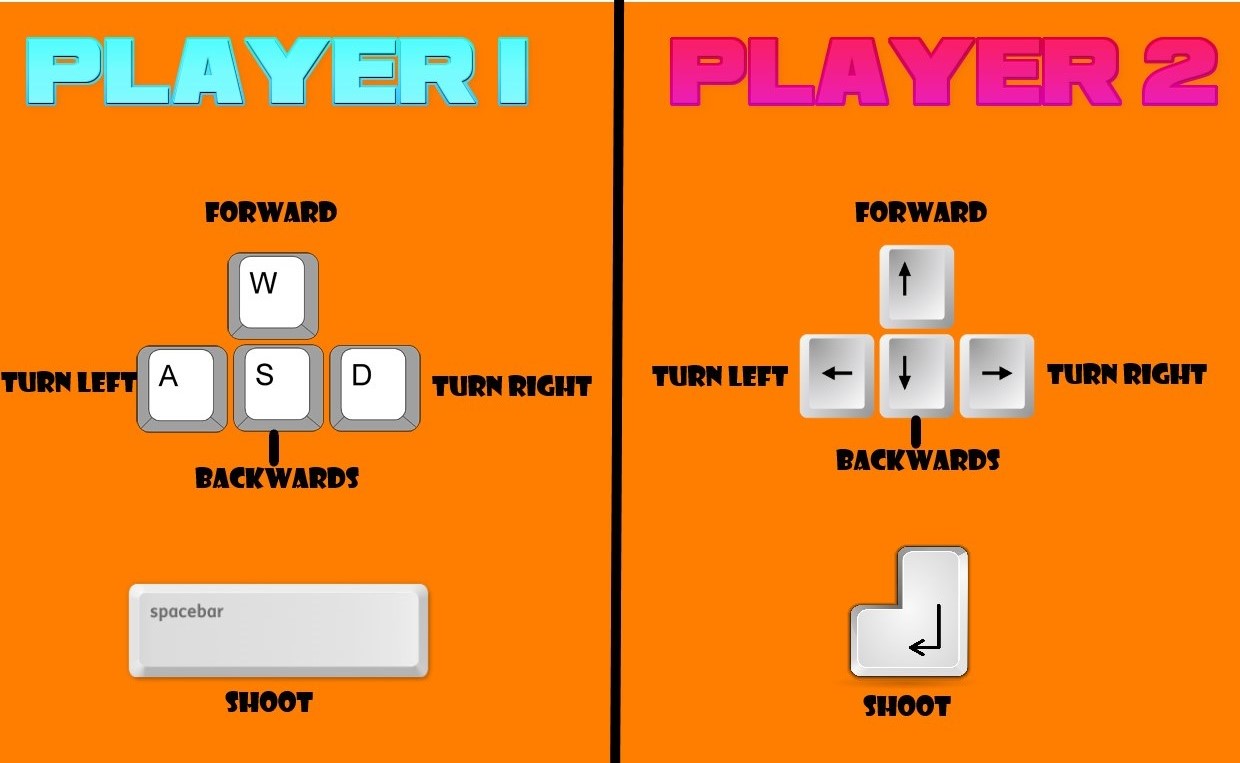 PLAYER 1
FORWARD
W
TURN LEFT A S D TURN RIGHT
BACKWARDS
spacebar
SHOOT
PLAYER 2
FORWARD
↑
TURN LEFT ← ↓ → TURN RIGHT
BACKWARDS
↵
SHOOT